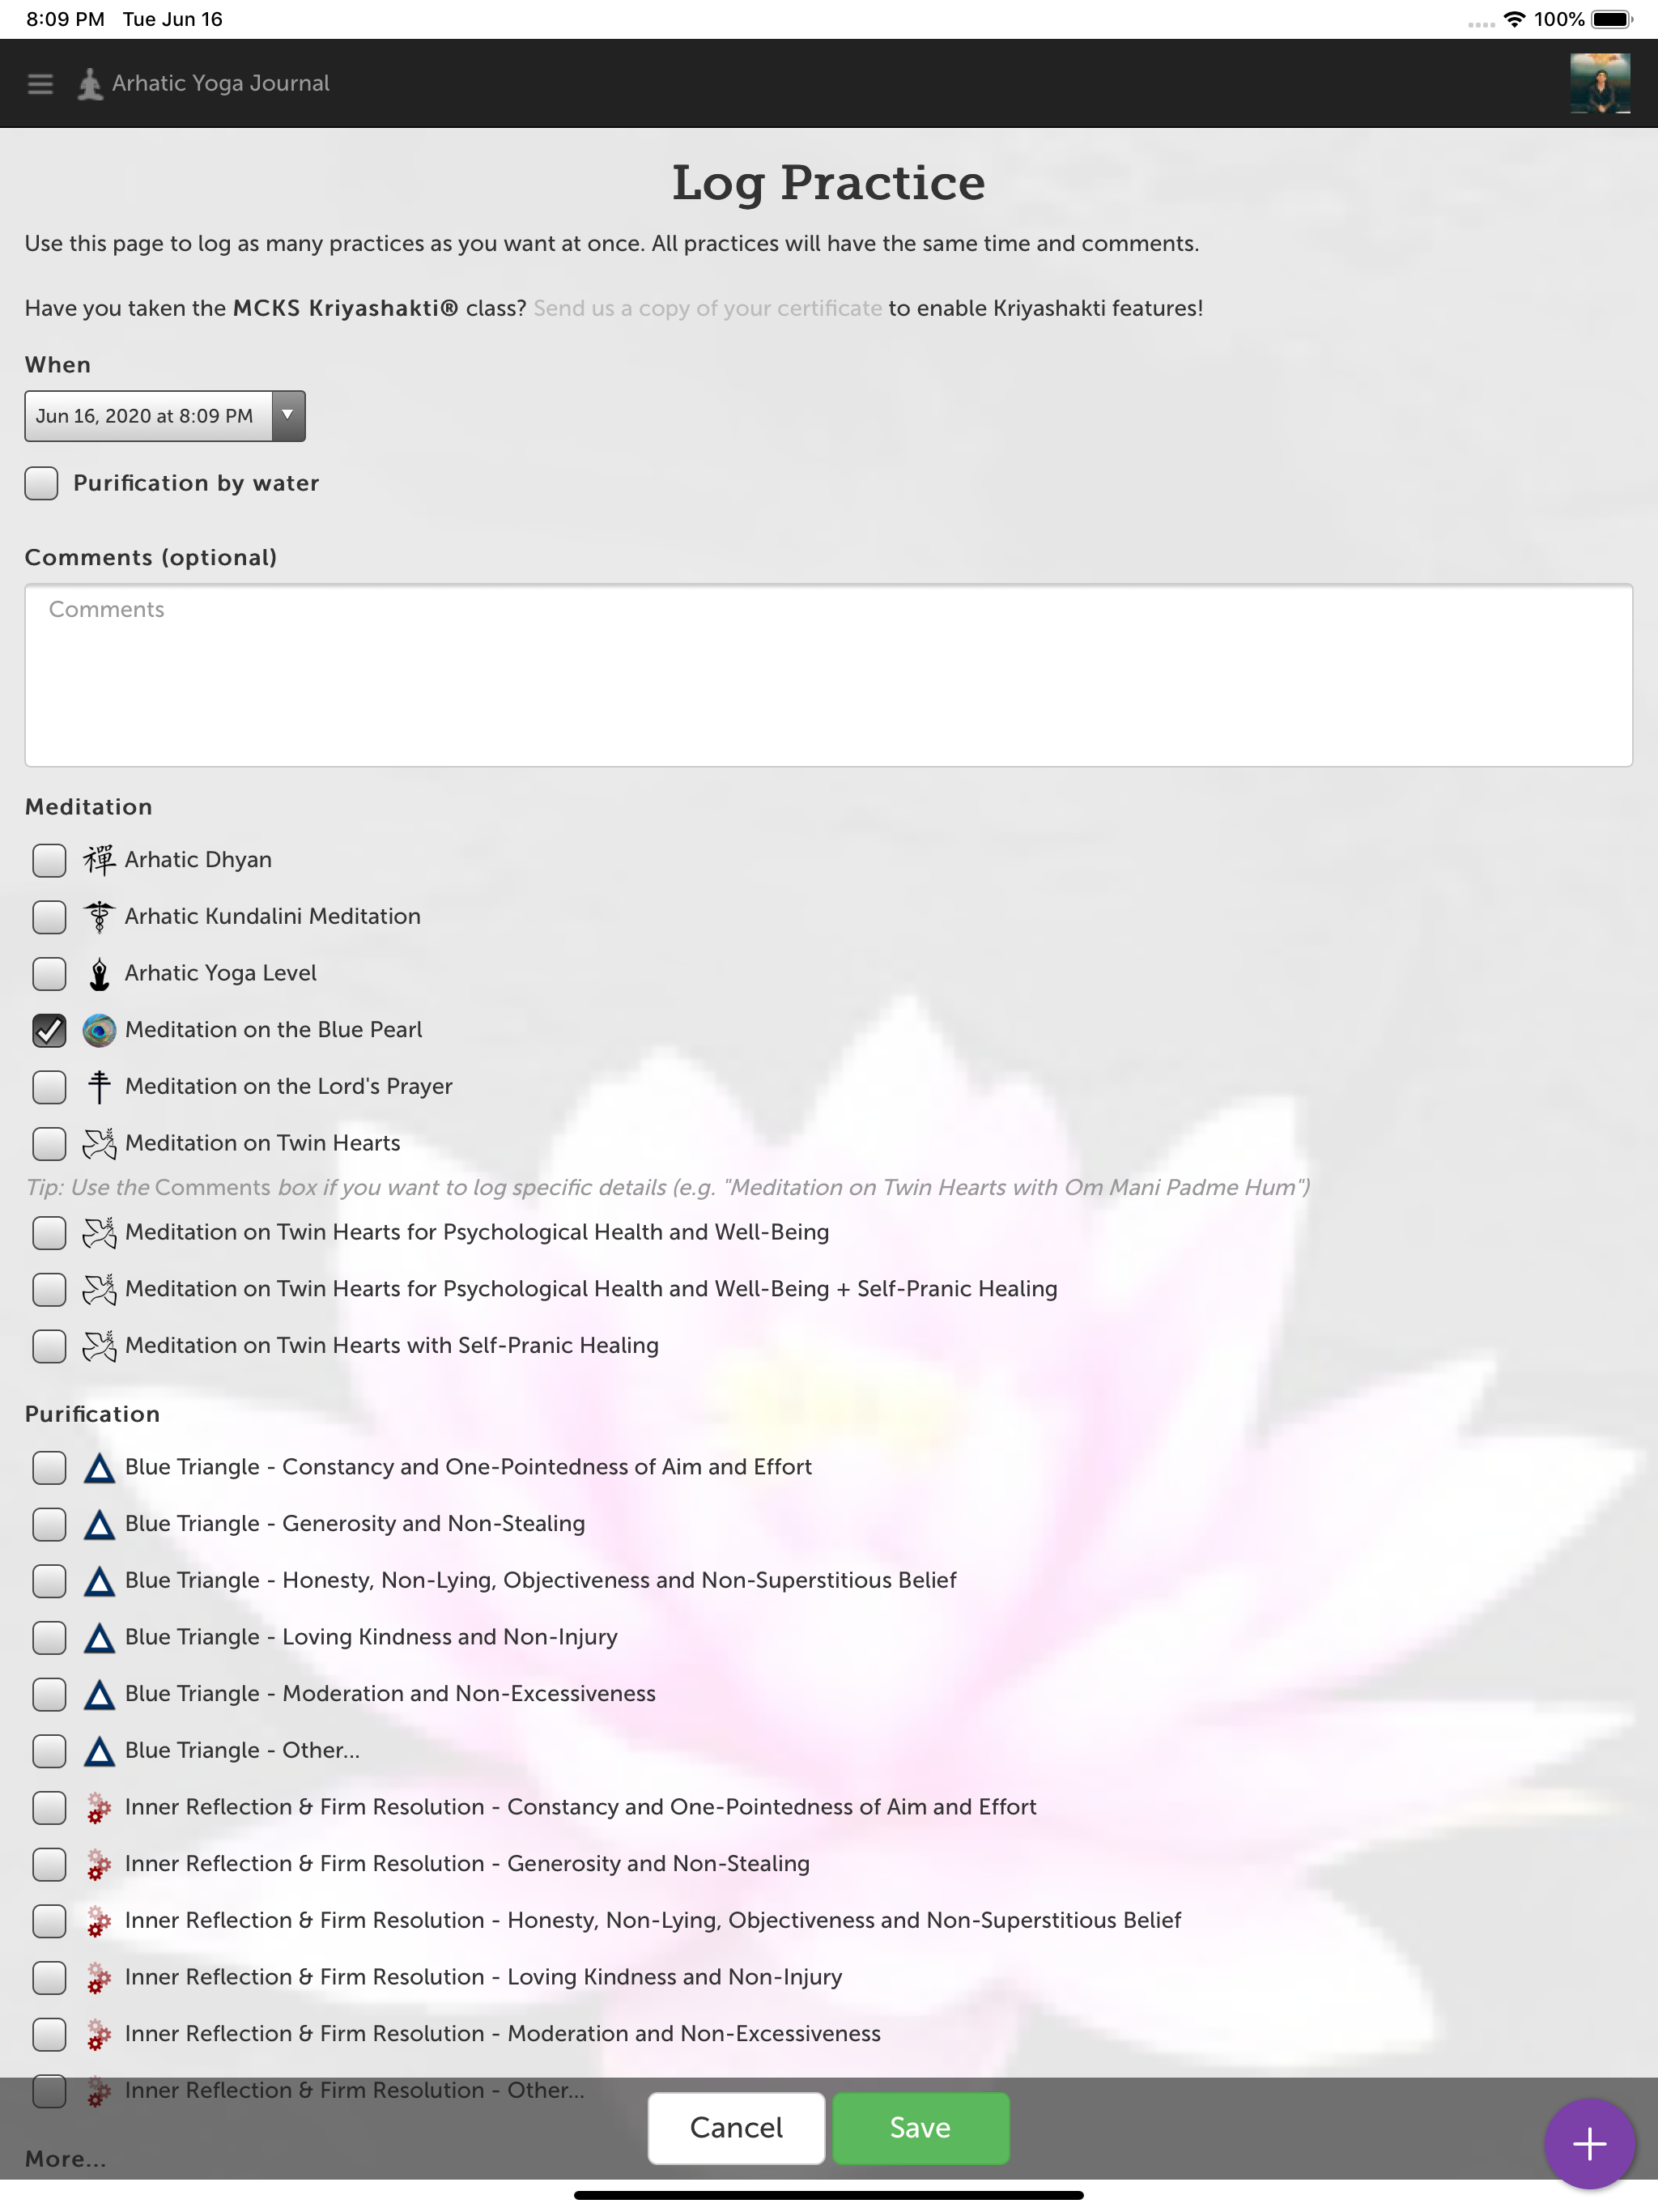 8:09 PM Tue Jun 16
100%
Arhatic Yoga Journal
Log Practice
Use this page to log as many practices as you want at once. All practices will have the same time and comments.
Have you taken the MCKS Kriyashakti® class? Send us a copy of your certificate to enable Kriyashakti features!
When
Jun 16, 2020 at 8:09 PM
Purification by water
Comments (optional)
Comments
Meditation
禪 Arhatic Dhyan
Arhatic Kundalini Meditation
Arhatic Yoga Level
Meditation on the Blue Pearl
Meditation on the Lord's Prayer
Meditation on Twin Hearts
Tip: Use the Comments box if you want to log specific details (e.g. "Meditation on Twin Hearts with Om Mani Padme Hum")
Meditation on Twin Hearts for Psychological Health and Well-Being
Meditation on Twin Hearts for Psychological Health and Well-Being + Self-Pranic Healing
Meditation on Twin Hearts with Self-Pranic Healing
Purification
Blue Triangle - Constancy and One-Pointedness of Aim and Effort
Blue Triangle - Generosity and Non-Stealing
Blue Triangle - Honesty, Non-Lying, Objectiveness and Non-Superstitious Belief
Blue Triangle - Loving Kindness and Non-Injury
Blue Triangle - Moderation and Non-Excessiveness
Blue Triangle - Other...
Inner Reflection & Firm Resolution - Constancy and One-Pointedness of Aim and Effort
Inner Reflection & Firm Resolution - Generosity and Non-Stealing
Inner Reflection & Firm Resolution - Honesty, Non-Lying, Objectiveness and Non-Superstitious Belief
Inner Reflection & Firm Resolution - Loving Kindness and Non-Injury
Inner Reflection & Firm Resolution - Moderation and Non-Excessiveness
Inner Reflection & Firm Resolution - Other...
Cancel Save
More...